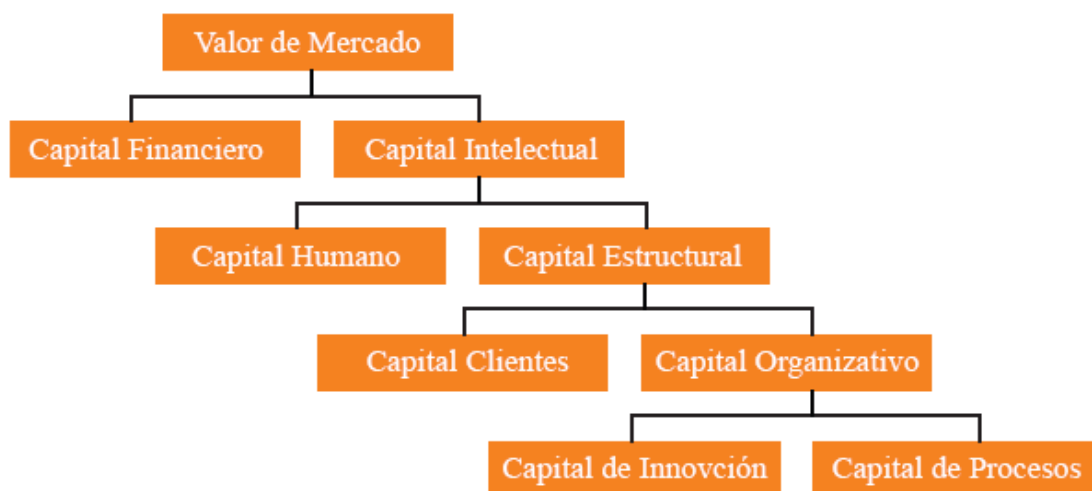 Valor de Mercado
Capital Financiero
Capital Intelectual
Capital Humano
Capital Estructural
Capital Clientes
Capital Organizativo
Capital de Innovción
Capital de Procesos